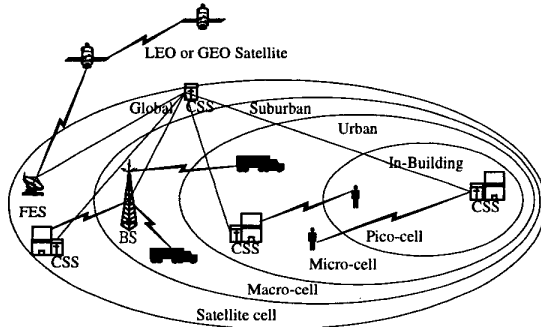 LEO or GEO Satellite
Global
CSS
Suburban
Urban
In-Building
FES
BS
CSS
CSS
CSS
Pico-cell
Micro-cell
Macro-cell
Satellite cell